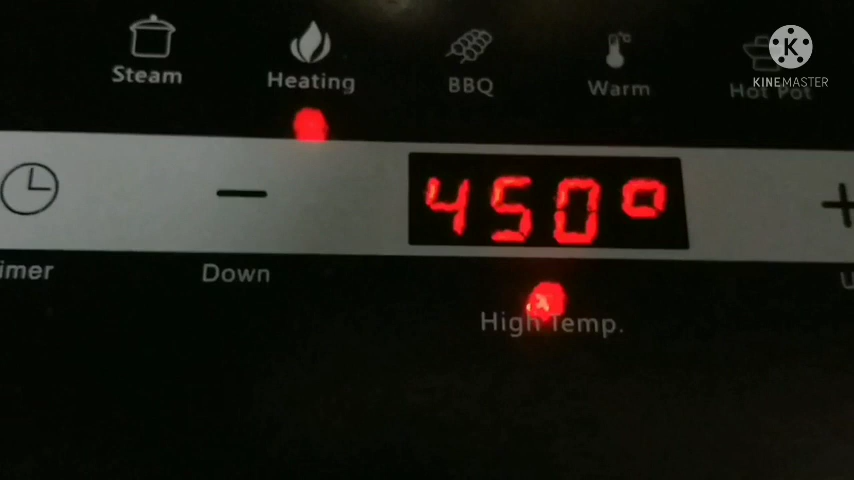 Steam
Heating
BBQ
Warm
Hot Pot
K
KINEMASTER
450°
imer
Down
High Temp.
U